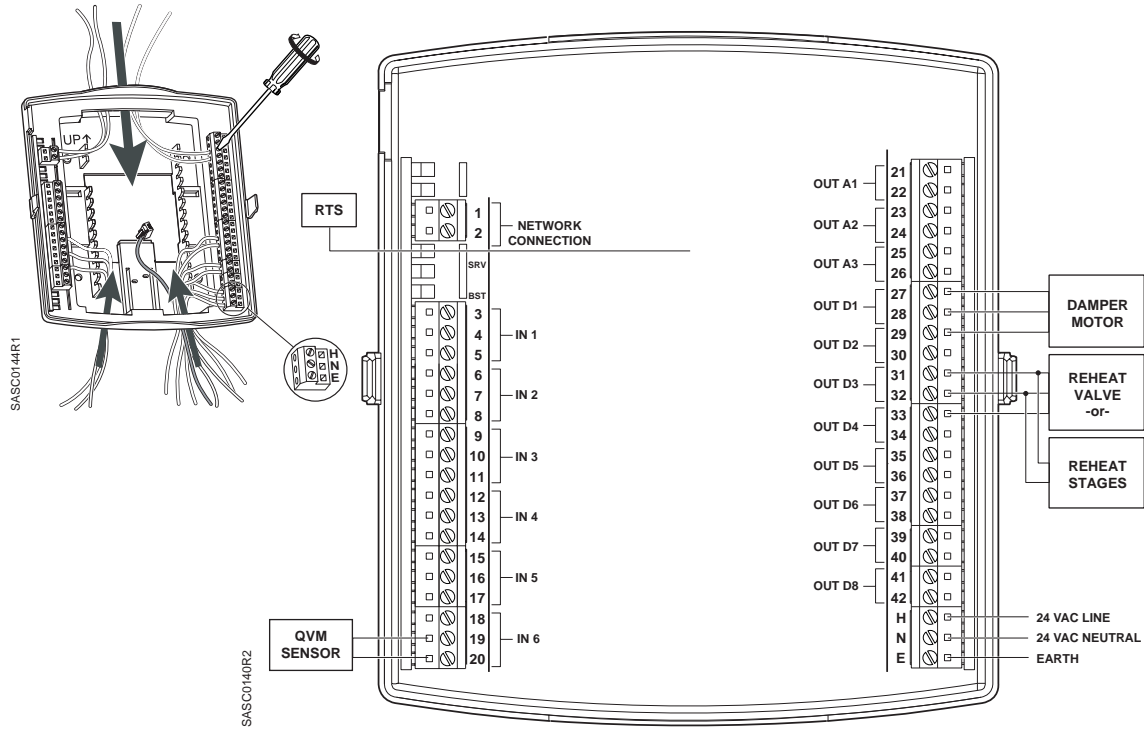 UP
H
N
E
SASC0144R1
RTS
1
2
NETWORK
CONNECTION
SRV
BST
3
4
5
IN 1
6
7
8
IN 2
9
10
11
IN 3
12
13
14
IN 4
15
16
17
IN 5
18
19
20
IN 6
QVM
SENSOR
SASC0140R2
OUT A1
21
22
OUT A2
23
24
OUT A3
25
26
OUT D1
27
28
OUT D2
29
30
OUT D3
31
32
OUT D4
33
34
OUT D5
35
36
OUT D6
37
38
OUT D7
39
40
OUT D8
41
42
H
N
E
DAMPER
MOTOR
REHEAT
VALVE
-or-
REHEAT
STAGES
24 VAC LINE
24 VAC NEUTRAL
EARTH